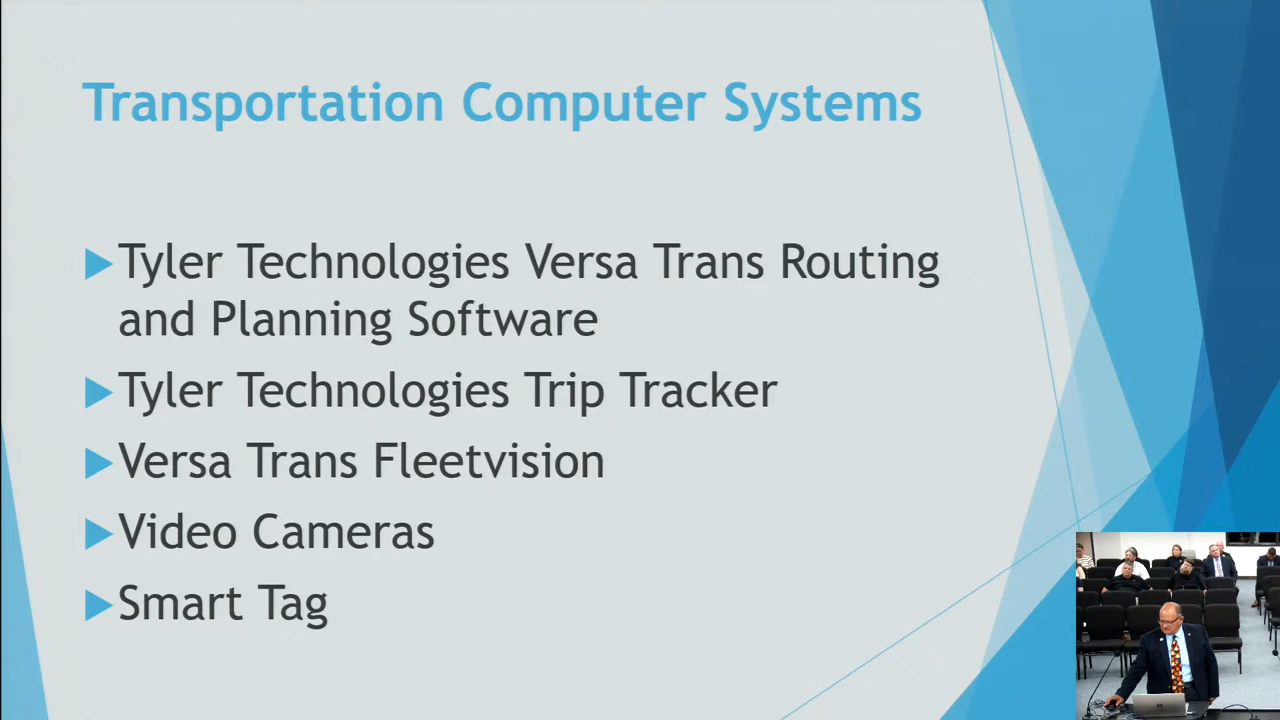 Transportation Computer Systems
Tyler Technologies Versa Trans Routing
and Planning Software
Tyler Technologies Trip Tracker
Versa Trans Fleetvision
Video Cameras
Smart Tag